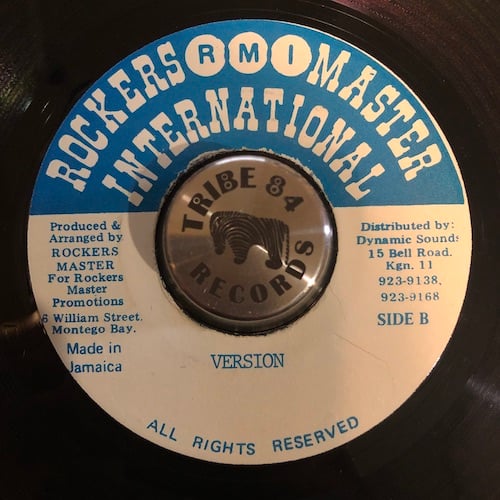 ROCKERS RMI MASTER
INTERNATIONAL
TRIBE 84
RECORDS
Produced &
Arranged by
ROCKERS
MASTER
For Rockers
Master
Promotions
6 William Street.
Montego Bay.
Made in
Jamaica
Distributed by:
Dynamic Sounds
15 Bell Road.
Kgn. 11
923-9138,
923-9168
SIDE B
VERSION
ALL RIGHTS RESERVED